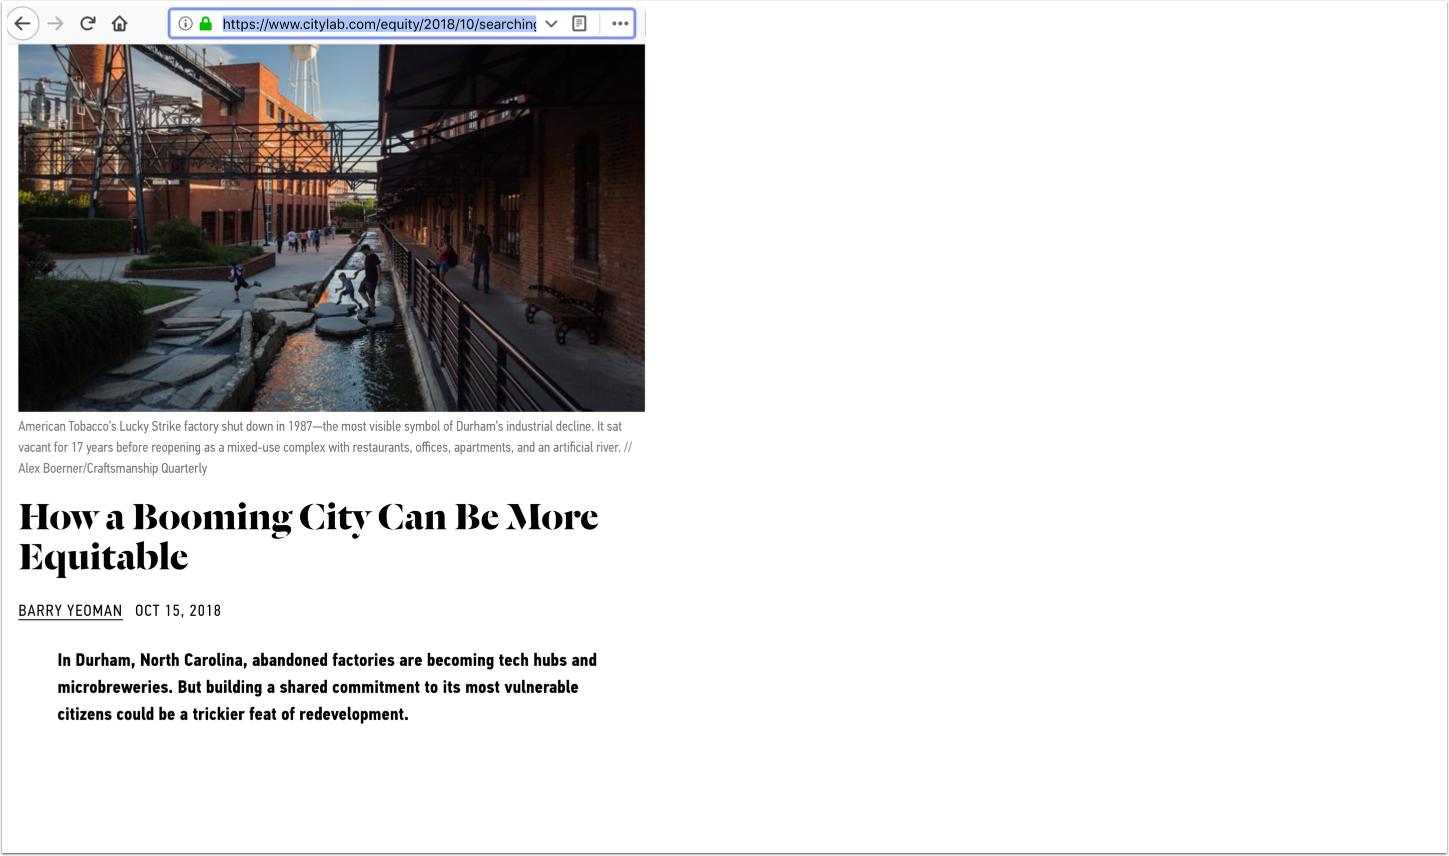 https://www.citylab.com/equity/2018/10/searching
American Tobacco's Lucky Strike factory shut down in 1987—the most visible symbol of Durham's industrial decline. It sat
vacant for 17 years before reopening as a mixed-use complex with restaurants, offices, apartments, and an artificial river. //
Alex Boerner/Craftsmanship Quarterly
How a Booming City Can Be More
Equitable
BARRY YEOMAN OCT 15, 2018
In Durham, North Carolina, abandoned factories are becoming tech hubs and
microbreweries. But building a shared commitment to its most vulnerable
citizens could be a trickier feat of redevelopment.